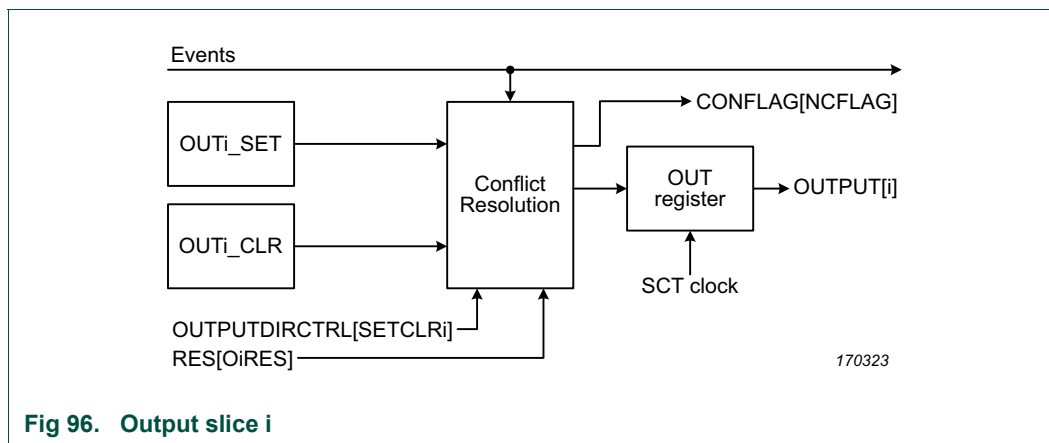 Events
CONFLAG[NCFLAG]
OUTi_SET
Conflict
Resolution
OUT
register
OUTPUT[i]
OUTi_CLR
SCT clock
OUTPUTDIRCTRL[SETCLRi]
RES[OiRES]
170323
Fig 96. Output slice i